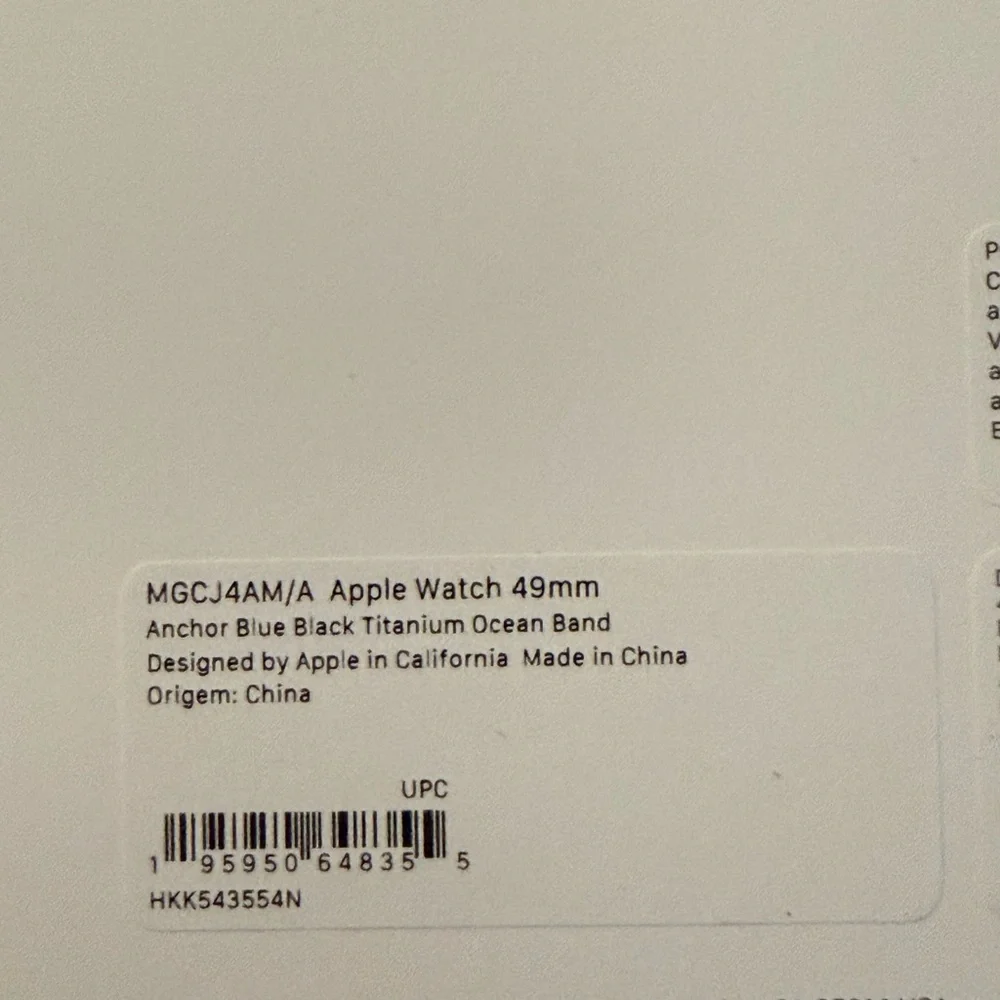 MGCJ4AM/A Apple Watch 49mm
Anchor Blue Black Titanium Ocean Band
Designed by Apple in California Made in China
Origem: China
UPC
1 95950 64835 5
HKK543554N
P
C
a
V
a
a
E